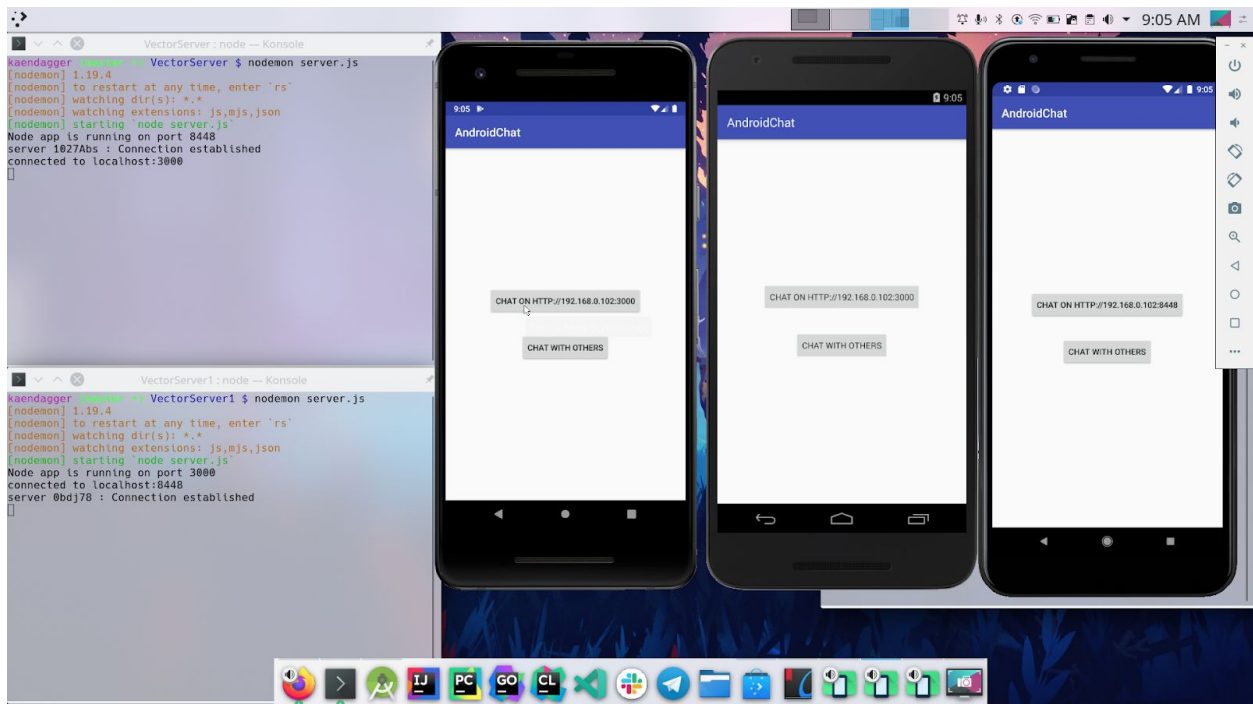 9:05 AM
VectorServer : node — Konsole
kaendagger (master *) VectorServer $ nodemon server.js
[nodemon] 1.19.4
[nodemon] to restart at any time, enter `rs`
[nodemon] watching dir(s): *.*
[nodemon] watching extensions: js,mjs,json
[nodemon] starting `node server.js`
Node app is running on port 8448
server 1027Abs : Connection established
connected to localhost:3000
VectorServer1 : node — Konsole
kaendagger (master *) VectorServer1 $ nodemon server.js
[nodemon] 1.19.4
[nodemon] to restart at any time, enter `rs`
[nodemon] watching dir(s): *.*
[nodemon] watching extensions: js,mjs,json
[nodemon] starting `node server.js`
Node app is running on port 3000
connected to localhost:8448
server 0bdj78 : Connection established
9:05
AndroidChat
CHAT ON HTTP://192.168.0.102:3000
CHAT WITH OTHERS
9:05
AndroidChat
CHAT ON HTTP://192.168.0.102:3000
CHAT WITH OTHERS
9:05
AndroidChat
CHAT ON HTTP://192.168.0.102:8448
CHAT WITH OTHERS
IJ
PC
GO
CL